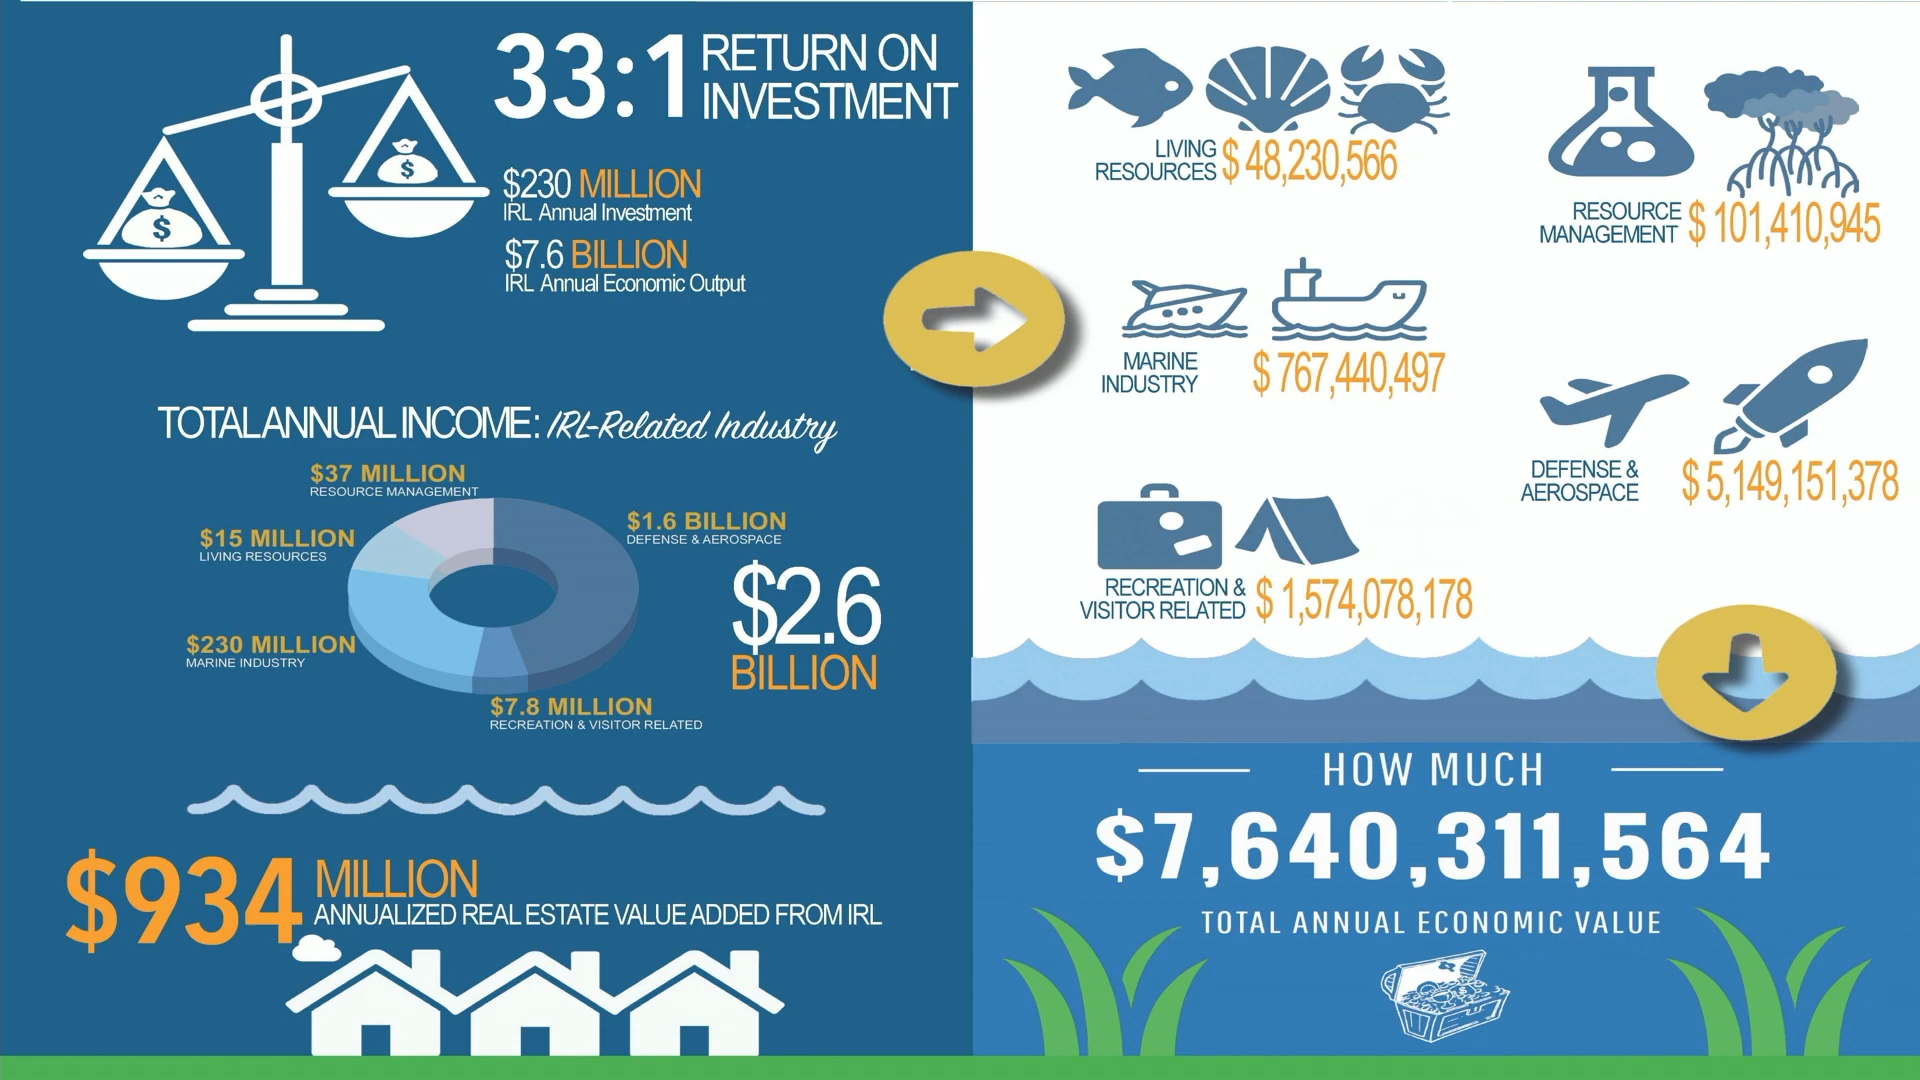 33:1 RETURN ON
INVESTMENT
$230 MILLION
IRL Annual Investment
$7.6 BILLION
IRL Annual Economic Output
TOTAL ANNUAL INCOME: IRL-Related Industry
$37 MILLION
RESOURCE MANAGEMENT
$15 MILLION
LIVING RESOURCES
$1.6 BILLION
DEFENSE & AEROSPACE
$2.6
BILLION
$230 MILLION
MARINE INDUSTRY
$7.8 MILLION
RECREATION & VISITOR RELATED
$934 MILLION
ANNUALIZED REAL ESTATE VALUE ADDED FROM IRL
LIVING
RESOURCES $ 48,230,566
RESOURCE
MANAGEMENT $ 101,410,945
MARINE
INDUSTRY $ 767,440,497
DEFENSE &
AEROSPACE $ 5,149,151,378
RECREATION &
VISITOR RELATED $ 1,574,078,178
HOW MUCH
$7,640,311,564
TOTAL ANNUAL ECONOMIC VALUE